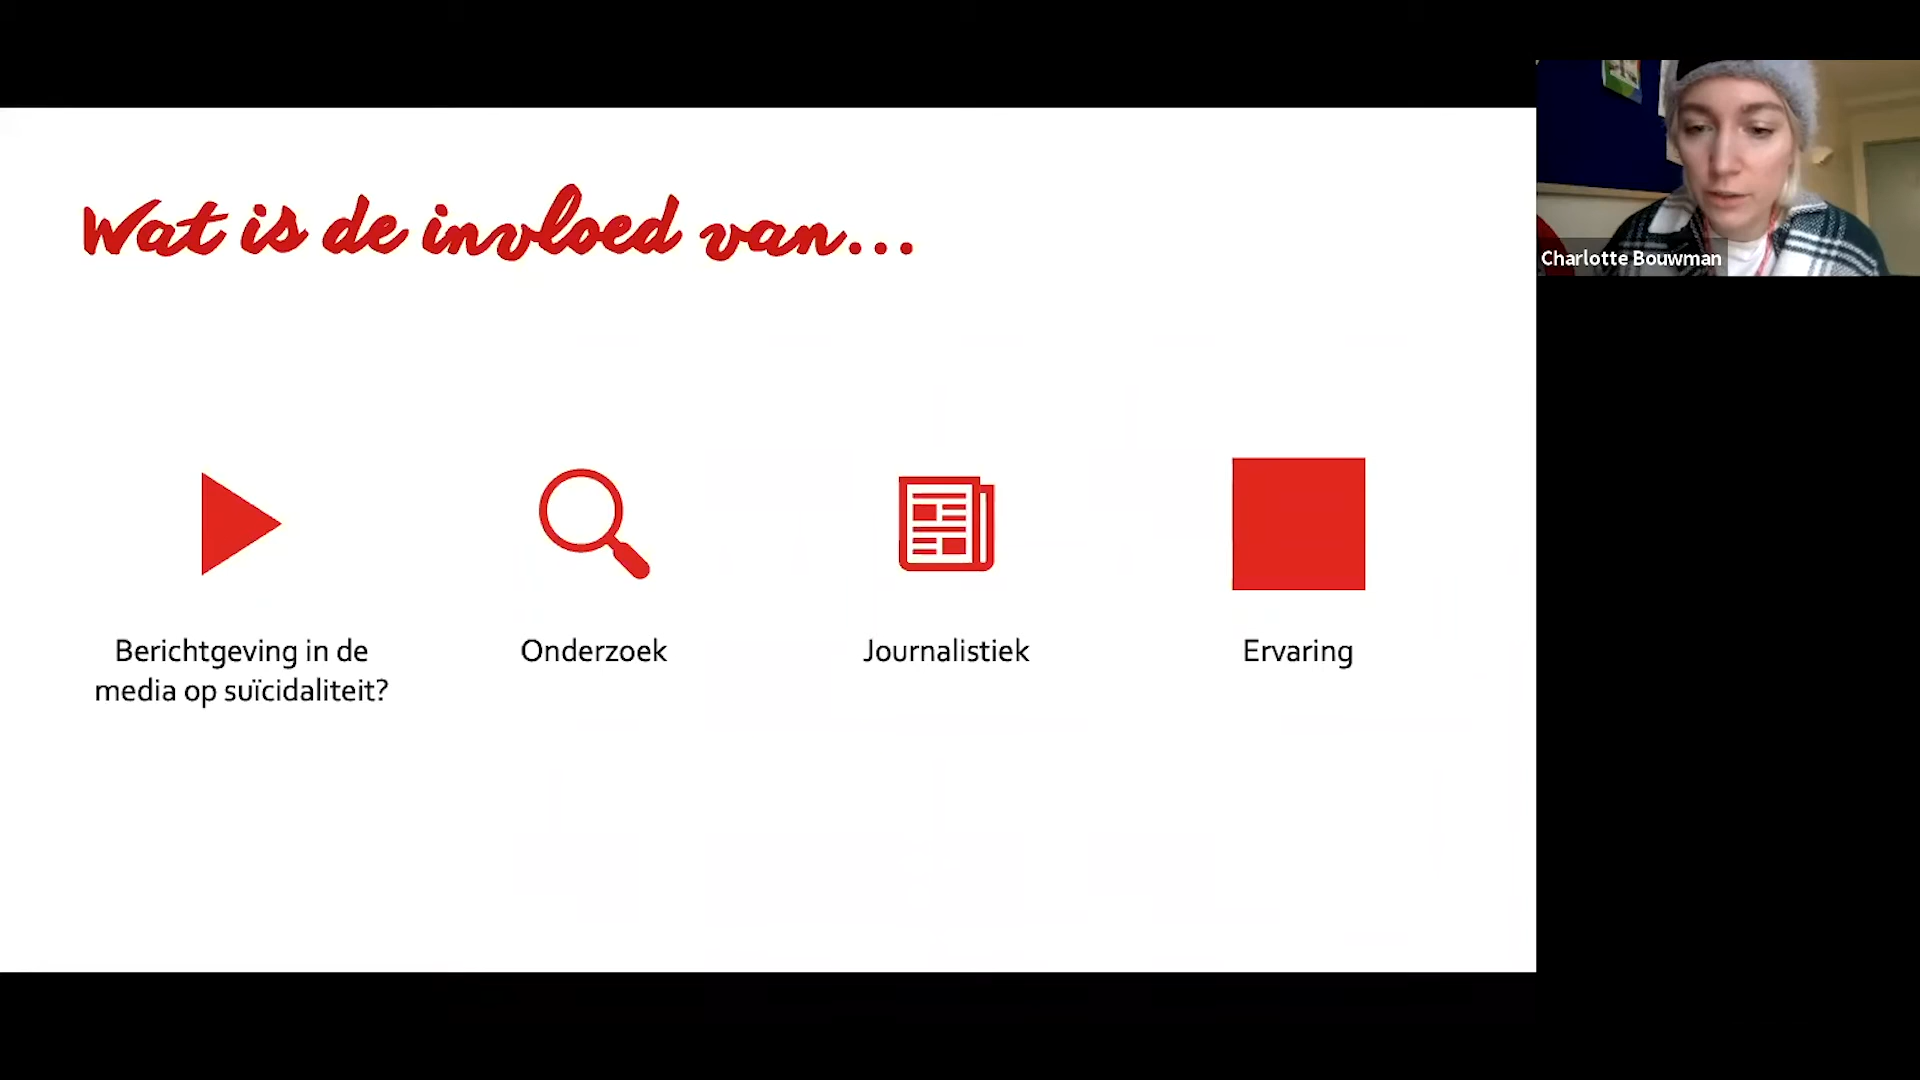 Wat is de invloed van...
Charlotte Bouwman
Berichtgeving in de
media op suïcidaliteit?
Onderzoek
Journalistiek
Ervaring